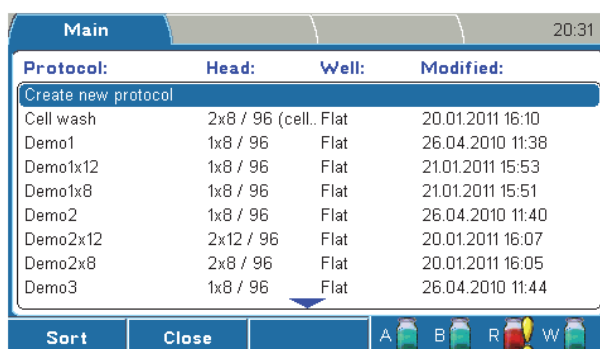 Main 20:31
Protocol: Head: Well: Modified:
Create new protocol
Cell wash 2x8 / 96 (cell.. Flat 20.01.2011 16:10
Demo1 1x8 / 96 Flat 26.04.2010 11:38
Demo1x12 1x8 / 96 Flat 21.01.2011 15:53
Demo1x8 1x8 / 96 Flat 21.01.2011 15:51
Demo2 1x8 / 96 Flat 26.04.2010 11:40
Demo2x12 2x12 / 96 Flat 20.01.2011 16:07
Demo2x8 2x8 / 96 Flat 20.01.2011 16:05
Demo3 1x8 / 96 Flat 26.04.2010 11:44
Sort Close A B R ! W